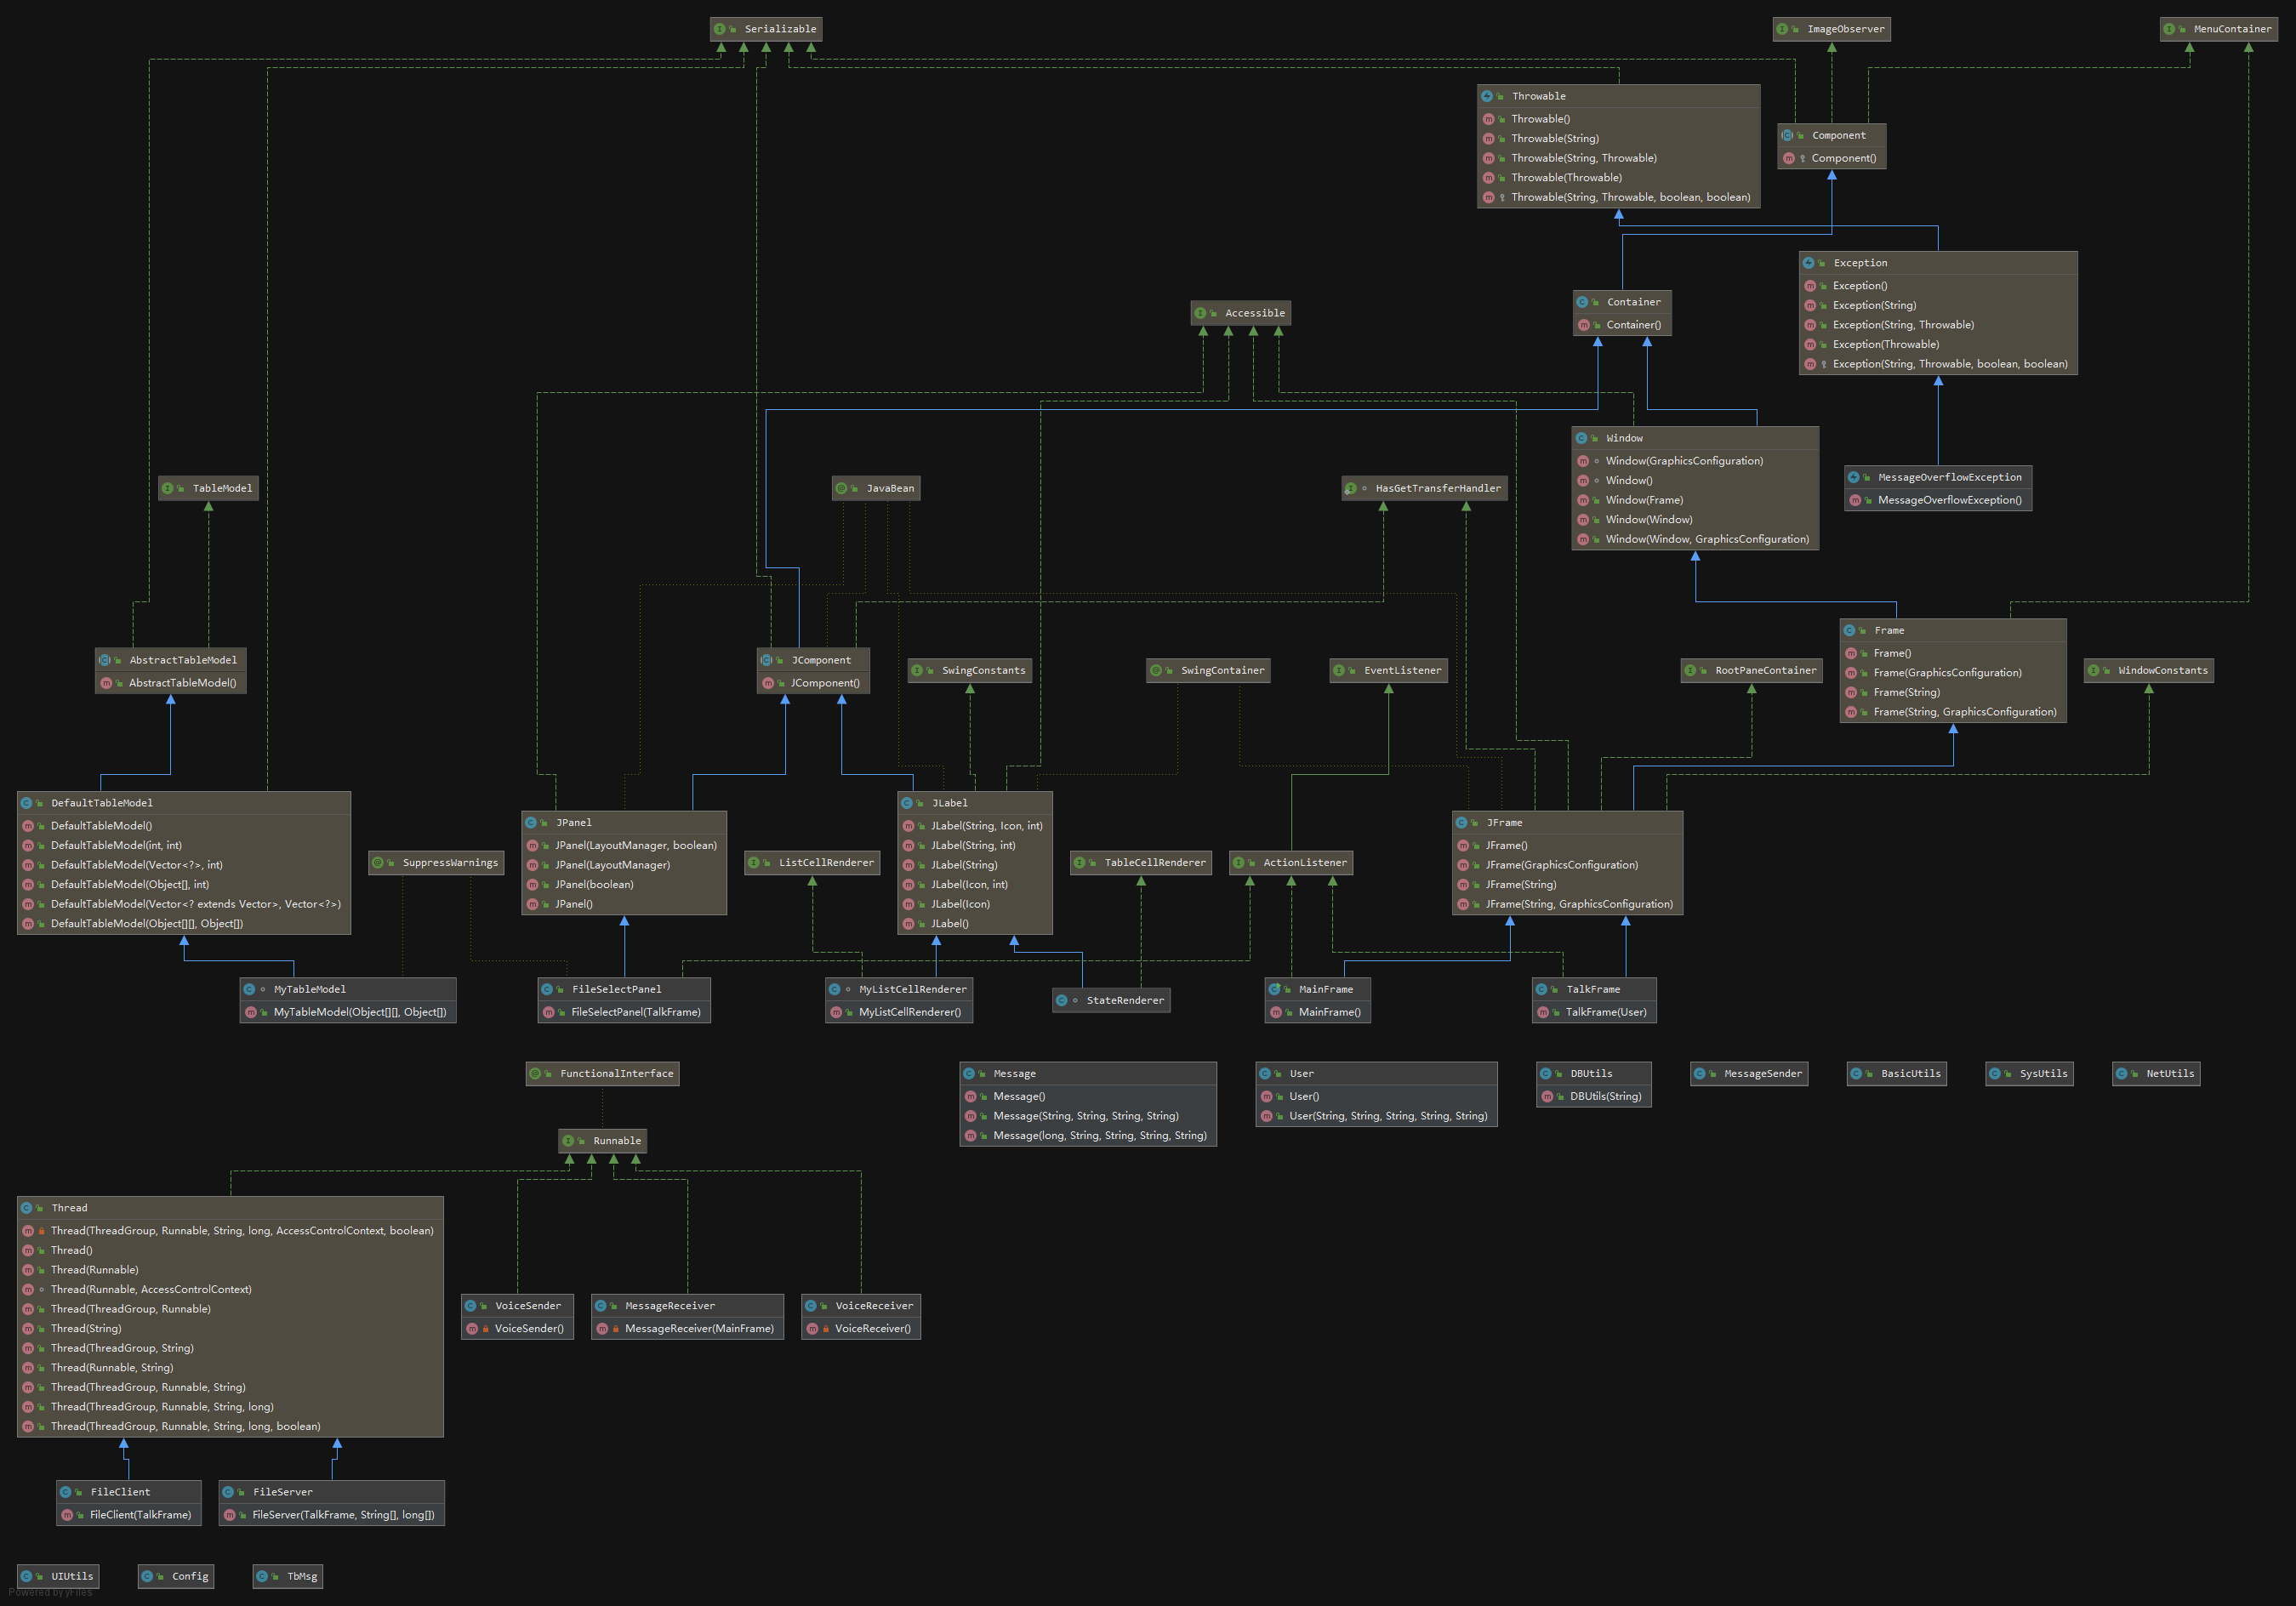 Serializable
ImageObserver
MenuContainer
Throwable
Throwable()
Throwable(String)
Throwable(String, Throwable)
Throwable(Throwable)
Throwable(String, Throwable, boolean, boolean)
Component
Component()
Exception
Exception()
Exception(String)
Exception(String, Throwable)
Exception(Throwable)
Exception(String, Throwable, boolean, boolean)
Container
Container()
Accessible
Window
Window(GraphicsConfiguration)
Window()
Window(Frame)
Window(Window)
Window(Window, GraphicsConfiguration)
MessageOverflowException
MessageOverflowException()
TableModel
JavaBean
HasGetTransferHandler
Frame
Frame()
Frame(GraphicsConfiguration)
Frame(String)
Frame(String, GraphicsConfiguration)
AbstractTableModel
AbstractTableModel()
JComponent
JComponent()
SwingConstants
SwingContainer
EventListener
RootPaneContainer
WindowConstants
DefaultTableModel
DefaultTableModel()
DefaultTableModel(int, int)
DefaultTableModel(Vector<?>, int)
DefaultTableModel(Object[], int)
DefaultTableModel(Vector<? extends Vector>, Vector<?>)
DefaultTableModel(Object[][], Object[])
SuppressWarnings
JPanel
JPanel(LayoutManager, boolean)
JPanel(LayoutManager)
JPanel(boolean)
JPanel()
ListCellRenderer
JLabel
JLabel(String, Icon, int)
JLabel(String, int)
JLabel(String)
JLabel(Icon, int)
JLabel(Icon)
JLabel()
TableCellRenderer
ActionListener
JFrame
JFrame()
JFrame(GraphicsConfiguration)
JFrame(String)
JFrame(String, GraphicsConfiguration)
MyTableModel
MyTableModel(Object[][], Object[])
FileSelectPanel
FileSelectPanel(TalkFrame)
MyListCellRenderer
MyListCellRenderer()
StateRenderer
MainFrame
MainFrame()
TalkFrame
TalkFrame(User)
FunctionalInterface
Runnable
Message
Message()
Message(String, String, String, String)
Message(long, String, String, String, String)
User
User()
User(String, String, String, String, String)
DBUtils
DBUtils(String)
MessageSender
BasicUtils
SysUtils
NetUtils
Thread
Thread(ThreadGroup, Runnable, String, long, AccessControlContext, boolean)
Thread()
Thread(Runnable)
Thread(Runnable, AccessControlContext)
Thread(ThreadGroup, Runnable)
Thread(String)
Thread(ThreadGroup, String)
Thread(Runnable, String)
Thread(ThreadGroup, Runnable, String)
Thread(ThreadGroup, Runnable, String, long)
Thread(ThreadGroup, Runnable, String, long, boolean)
VoiceSender
VoiceSender()
MessageReceiver
MessageReceiver(MainFrame)
VoiceReceiver
VoiceReceiver()
FileClient
FileClient(TalkFrame)
FileServer
FileServer(TalkFrame, String[], long[])
UIUtils
Config
TbMsg
Powered by yFiles